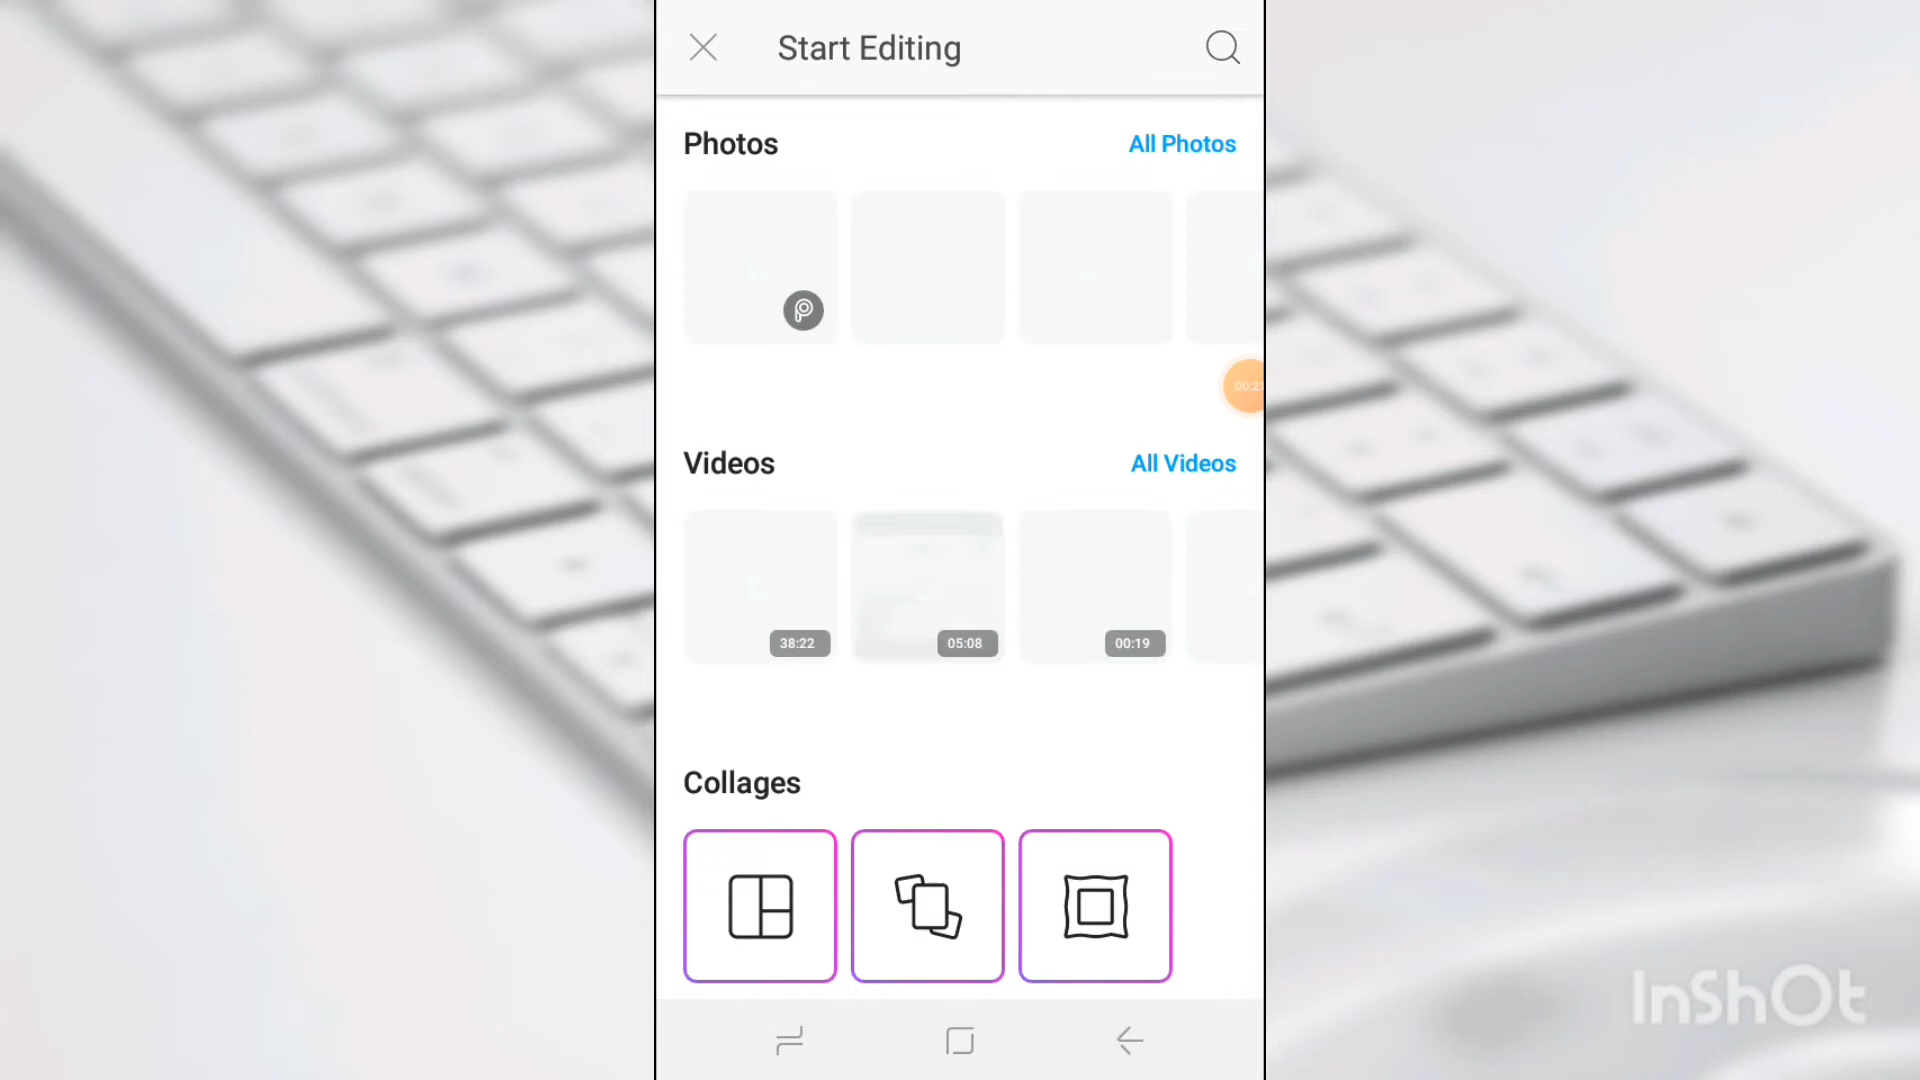 Start Editing
Photos
All Photos
Videos
All Videos
38:22
05:08
00:19
Collages
InShOt